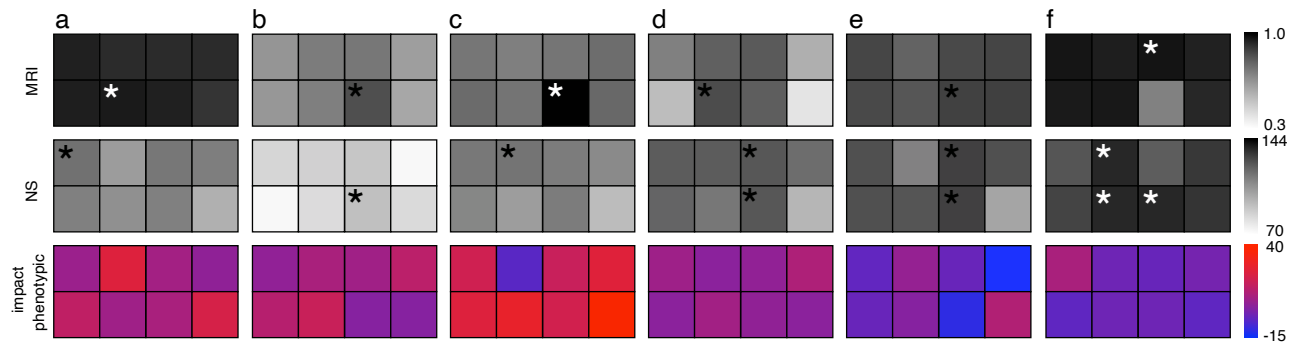 a b c d e f
MRI
* * * * * *
1.0
0.3
NS
* * * * * * * * * *
144
70
impact
phenotypic
40
-15